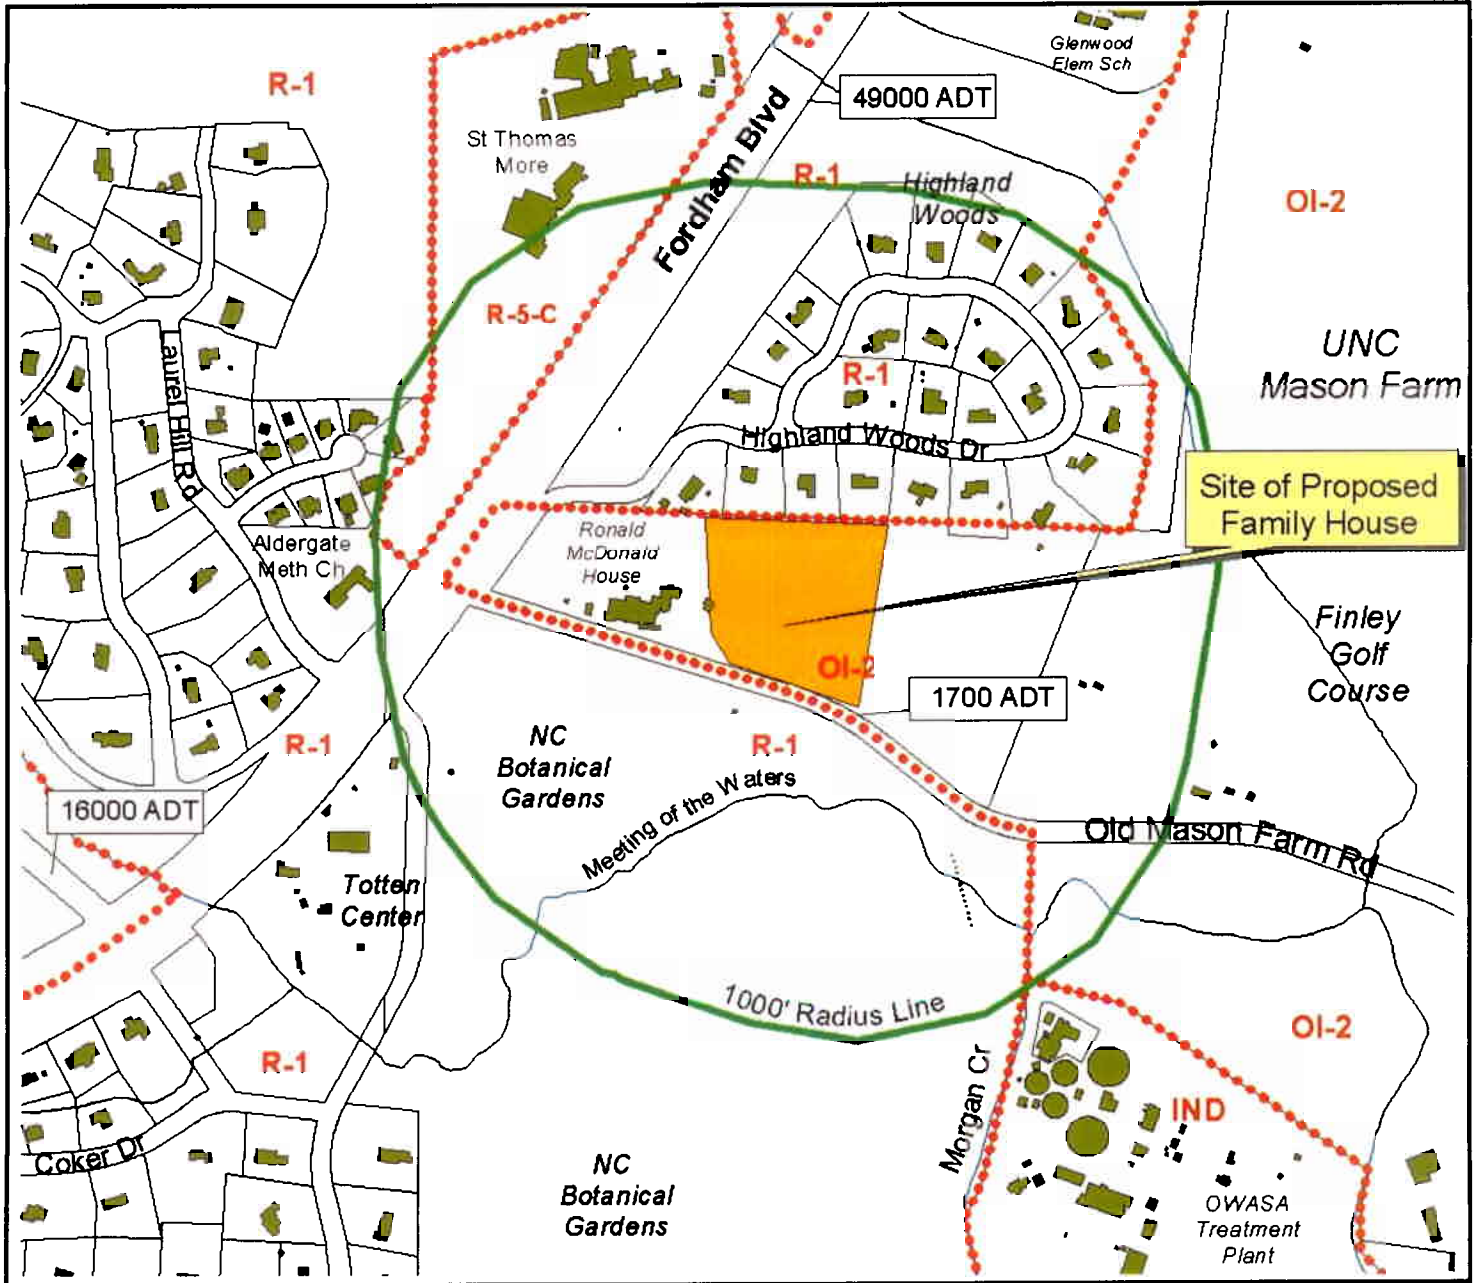 Glenwood
Elem Sch
R-1
49000 ADT
St Thomas
More
Fordham Blvd
R-1
Highland
Woods
OI-2
R-5-C
UNC
Mason Farm
Laurel Hill Rd
R-1
Highland Woods Dr
Site of Proposed
Family House
Ronald
McDonald
House
Aldergate
Meth Ch
Finley
Golf
Course
OI-2
1700 ADT
R-1
NC
Botanical
Gardens
R-1
Meeting of the Waters
16000 ADT
Old Mason Farm Rd
Totten
Center
1000' Radius Line
OI-2
R-1
Morgan Cr
IND
Coker Dr
NC
Botanical
Gardens
OWASA
Treatment
Plant